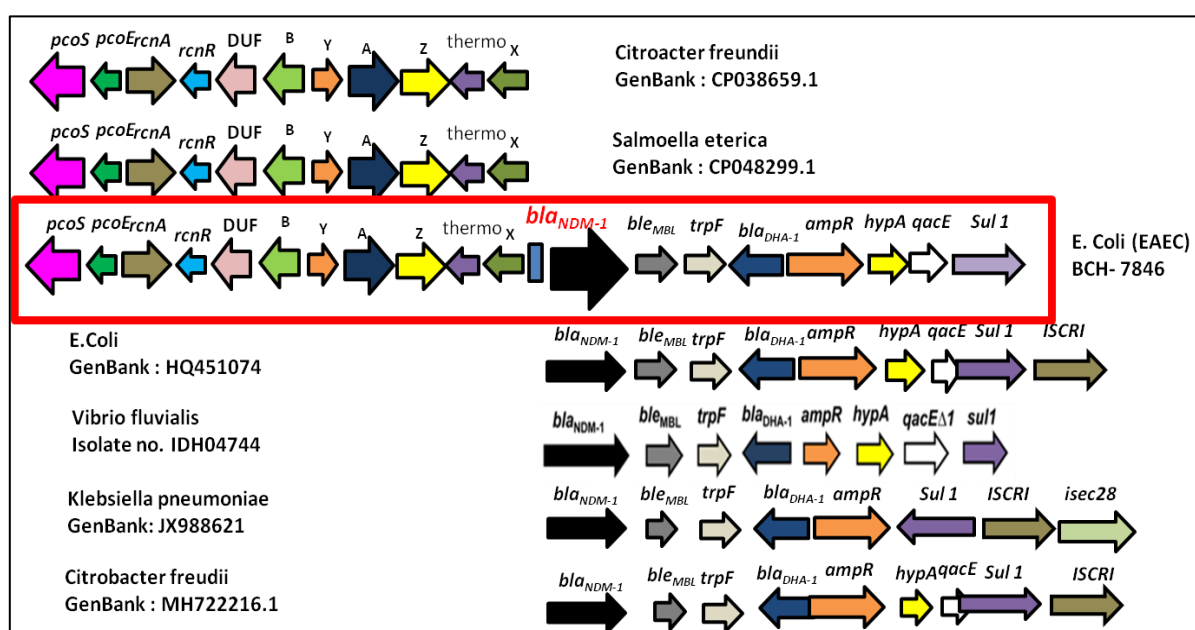 pcoS pcoE rcnA rcnR DUF B Y A Z thermo X
Citroacter freundii
GenBank : CP038659.1
pcoS pcoE rcnA rcnR DUF B Y A Z thermo X
Salmoella eterica
GenBank : CP048299.1
pcoS pcoE rcnA rcnR DUF B Y A Z thermo X blaNDM-1 bleMBL trpF blaDHA-1 ampR hypA qacE Sul 1
E. Coli (EAEC)
BCH- 7846
E.Coli
GenBank : HQ451074
blaNDM-1 bleMBL trpF blaDHA-1 ampR hypA qacE Sul 1 ISCRI
Vibrio fluvialis
Isolate no. IDH04744
blaNDM-1 bleMBL trpF blaDHA-1 ampR hypA qacEΔ1 sul1
Klebsiella pneumoniae
GenBank: JX988621
blaNDM-1 bleMBL trpF blaDHA-1 ampR Sul 1 ISCRI isec28
Citrobacter freudii
GenBank : MH722216.1
blaNDM-1 bleMBL trpF blaDHA-1 ampR hypA qacE Sul 1 ISCRI